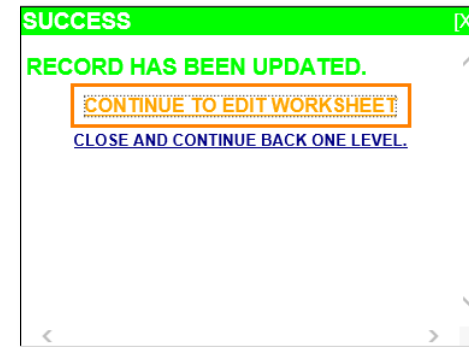 SUCCESS [X
RECORD HAS BEEN UPDATED.
CONTINUE TO EDIT WORKSHEET
CLOSE AND CONTINUE BACK ONE LEVEL.